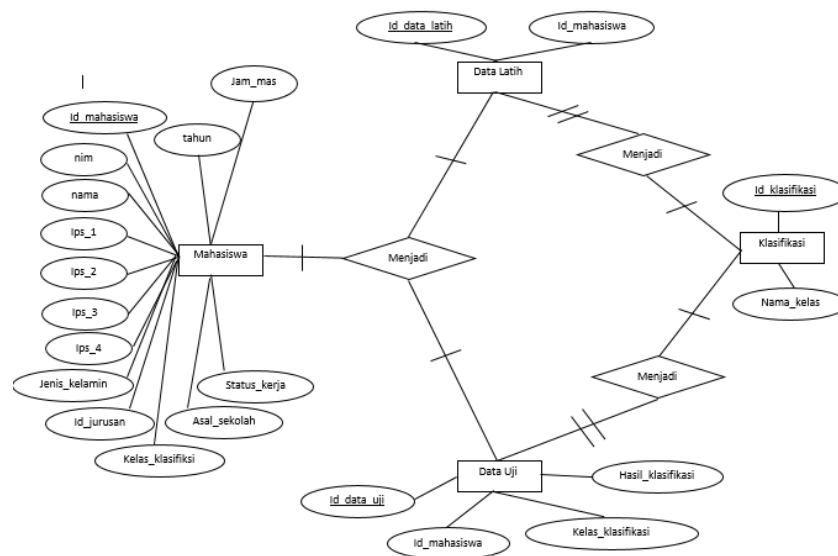 Id_data_latih
Id_mahasiswa
Data Latih
Jam_mas
Id_mahasiswa
tahun
nim
Menjadi
nama
Id_klasifikasi
Ips_1
Mahasiswa
Menjadi
Klasifikasi
Ips_2
Nama_kelas
Ips_3
Ips_4
Jenis_kelamin
Status_kerja
Menjadi
Id_jurusan
Asal_sekolah
Kelas_klasifiksi
Data Uji
Hasil_klasifikasi
Id_data_uji
Kelas_klasifikasi
Id_mahasiswa